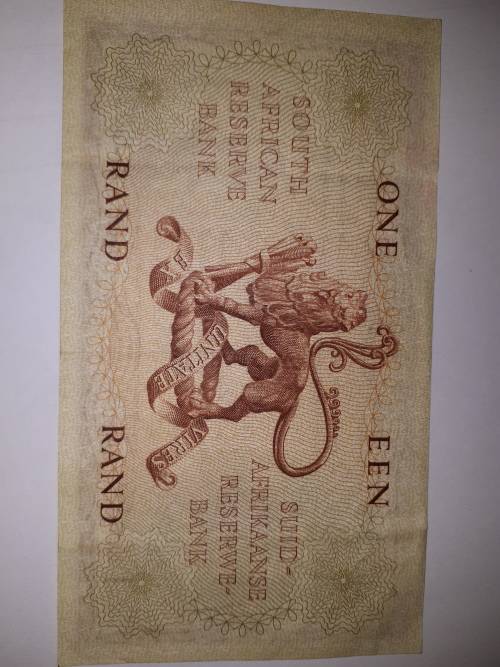 ONE EEN
SOUTH
AFRICAN
RESERVE
BANK
SUID-
AFRIKAANSE
RESERWE-
BANK
EX UNITATE VIRES
RAND RAND